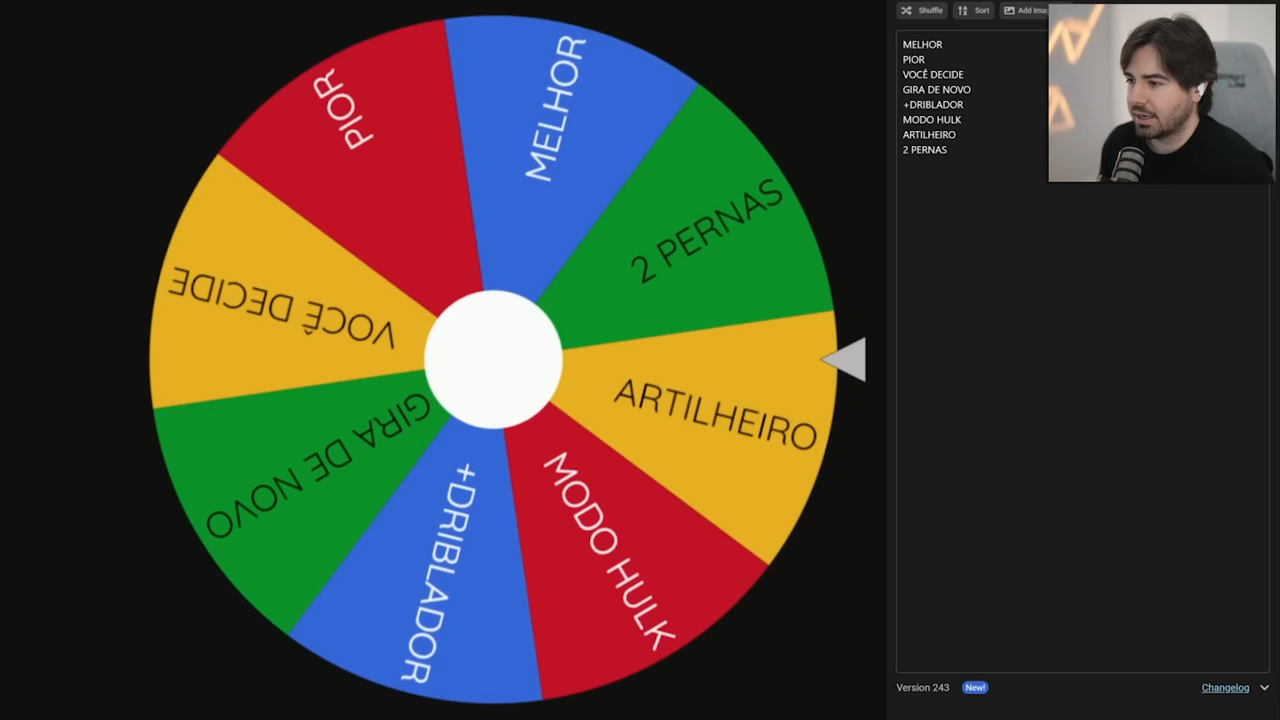 Shuffle
Sort
Add
MELHOR
PIOR
VOCÊ DECIDE
GIRA DE NOVO
+DRIBLADOR
MODO HULK
ARTILHEIRO
2 PERNAS
PIOR
MELHOR
2 PERNAS
VOCÊ DECIDE
ARTILHEIRO
GIRA DE NOVO
+DRIBLADOR
MODO HULK
Version 243
New!
Changelog